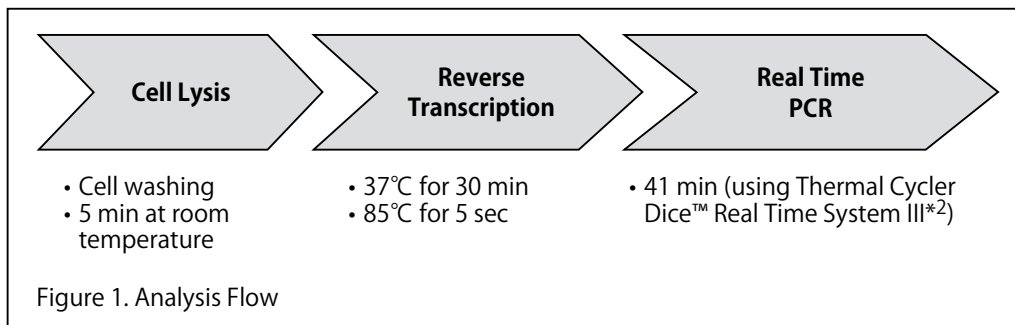 Cell Lysis
Reverse
Transcription
Real Time
PCR
• Cell washing
• 5 min at room
temperature
• 37℃ for 30 min
• 85℃ for 5 sec
• 41 min (using Thermal Cycler
Dice™ Real Time System III*2)
Figure 1. Analysis Flow